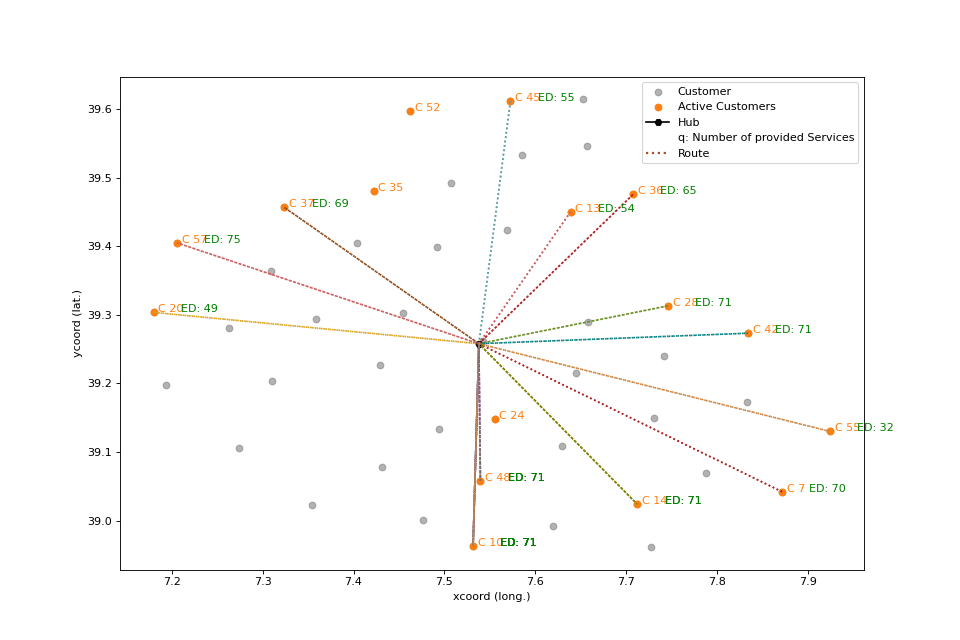 Customer
Active Customers
Hub
q: Number of provided Services
Route
C 52
C 45 ED: 55
C 35
C 37 ED: 69
C 36 ED: 65
C 13 ED: 54
C 57 ED: 75
C 20 ED: 49
C 28 ED: 71
C 42 ED: 71
C 24
C 55 ED: 32
C 48 ED: 71
C 7 ED: 70
C 14 ED: 71
C 10 ED: 71
39.6
39.5
39.4
39.3
39.2
39.1
39.0
ycoord (lat.)
7.2 7.3 7.4 7.5 7.6 7.7 7.8 7.9
xcoord (long.)